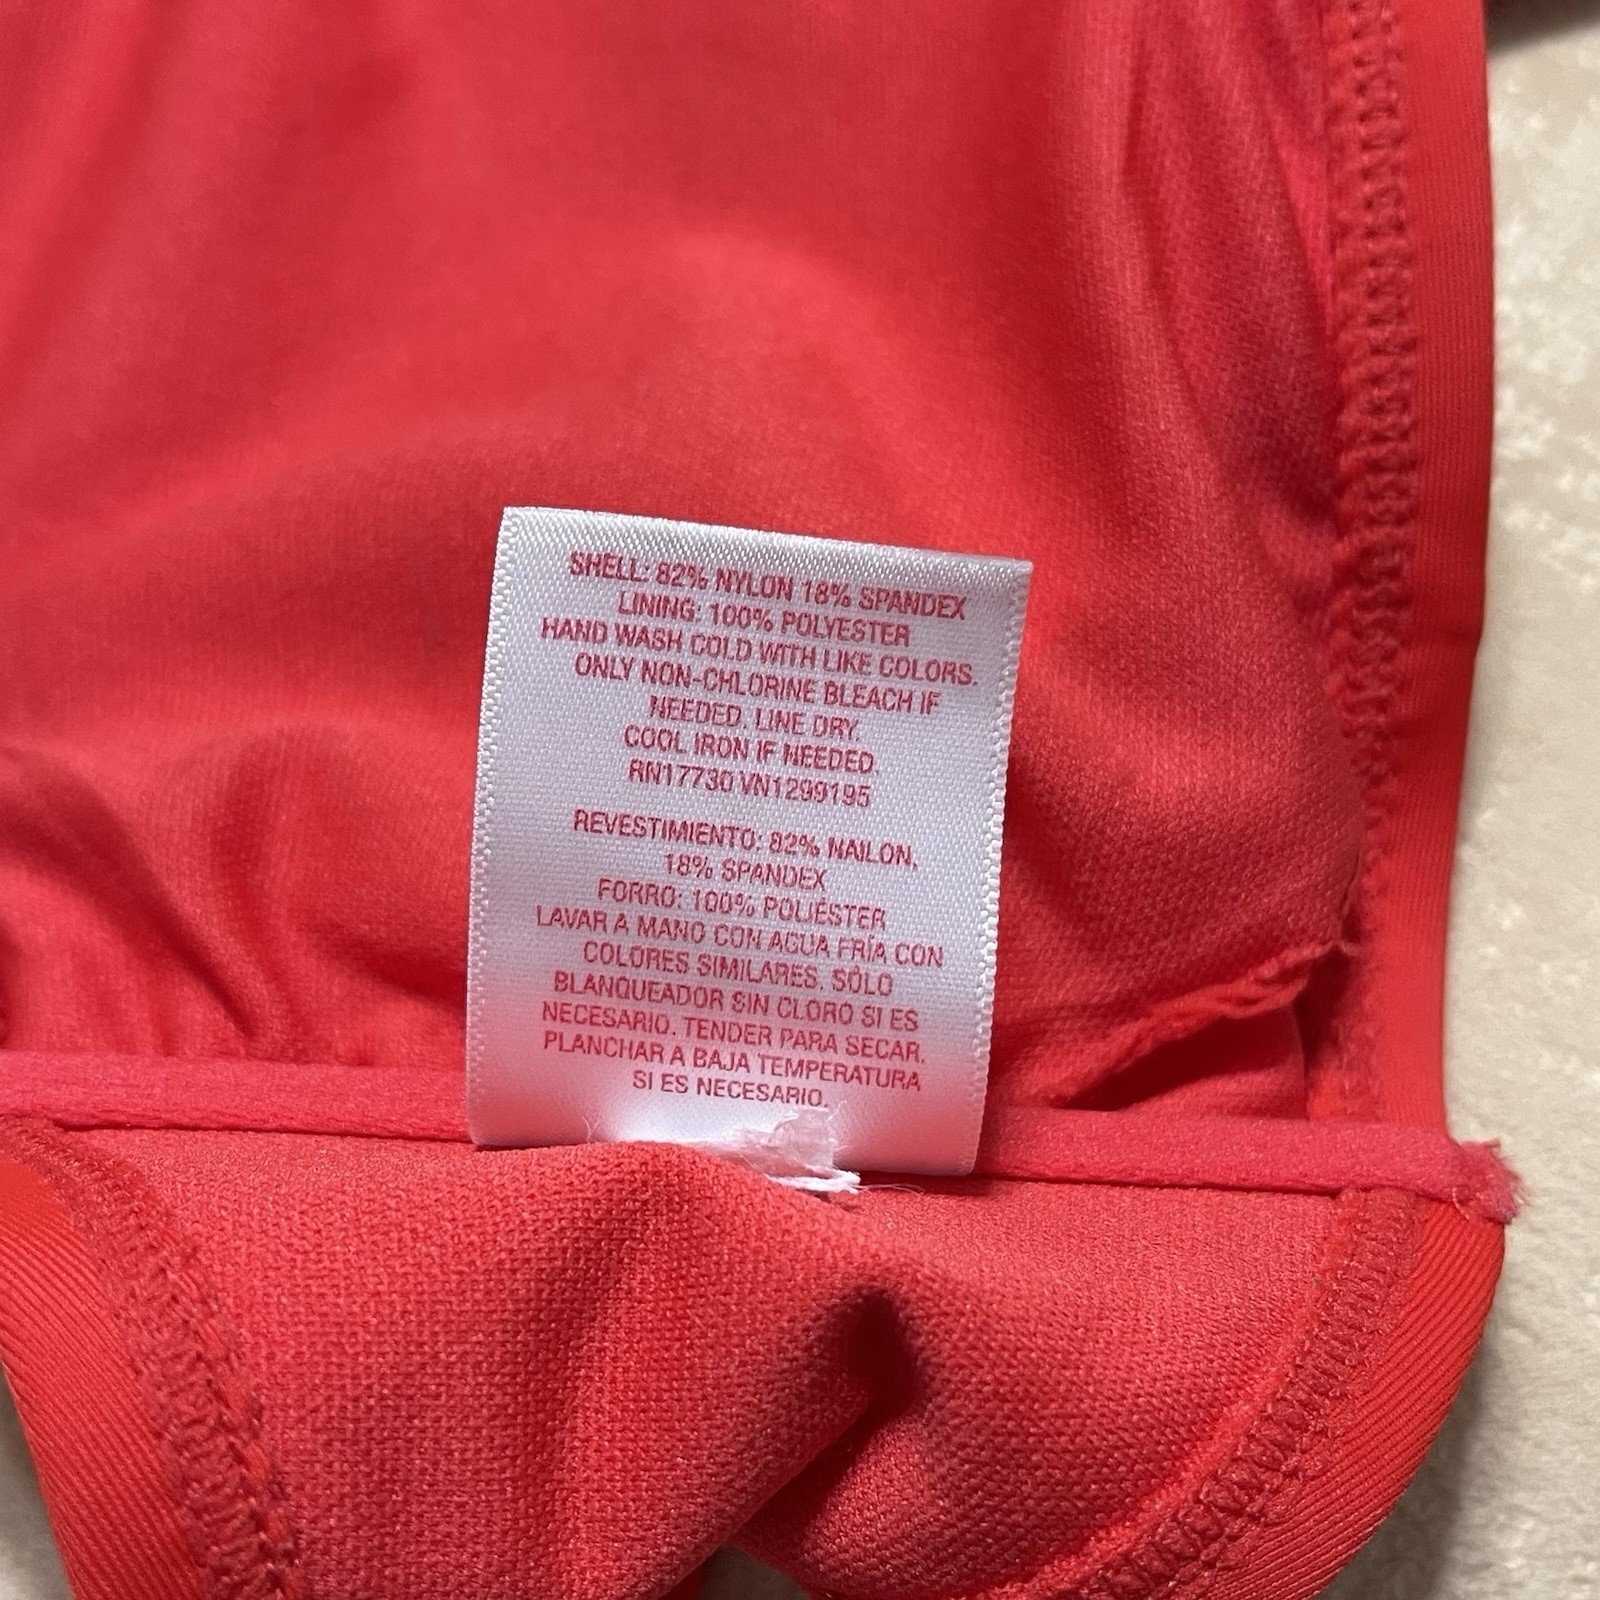 SHELL: 82% NYLON 18% SPANDEX
LINING: 100% POLYESTER
HAND WASH COLD WITH LIKE COLORS.
ONLY NON-CHLORINE BLEACH IF
NEEDED. LINE DRY.
COOL IRON IF NEEDED.
RN17730 VN1299195
REVESTIMIENTO: 82% NAILON,
18% SPANDEX
FORRO: 100% POLIÉSTER
LAVAR A MANO CON AGUA FRÍA CON
COLORES SIMILARES. SÓLO
BLANQUEADOR SIN CLORO SI ES
NECESARIO. TENDER PARA SECAR.
PLANCHAR A BAJA TEMPERATURA
SI ES NECESARIO.